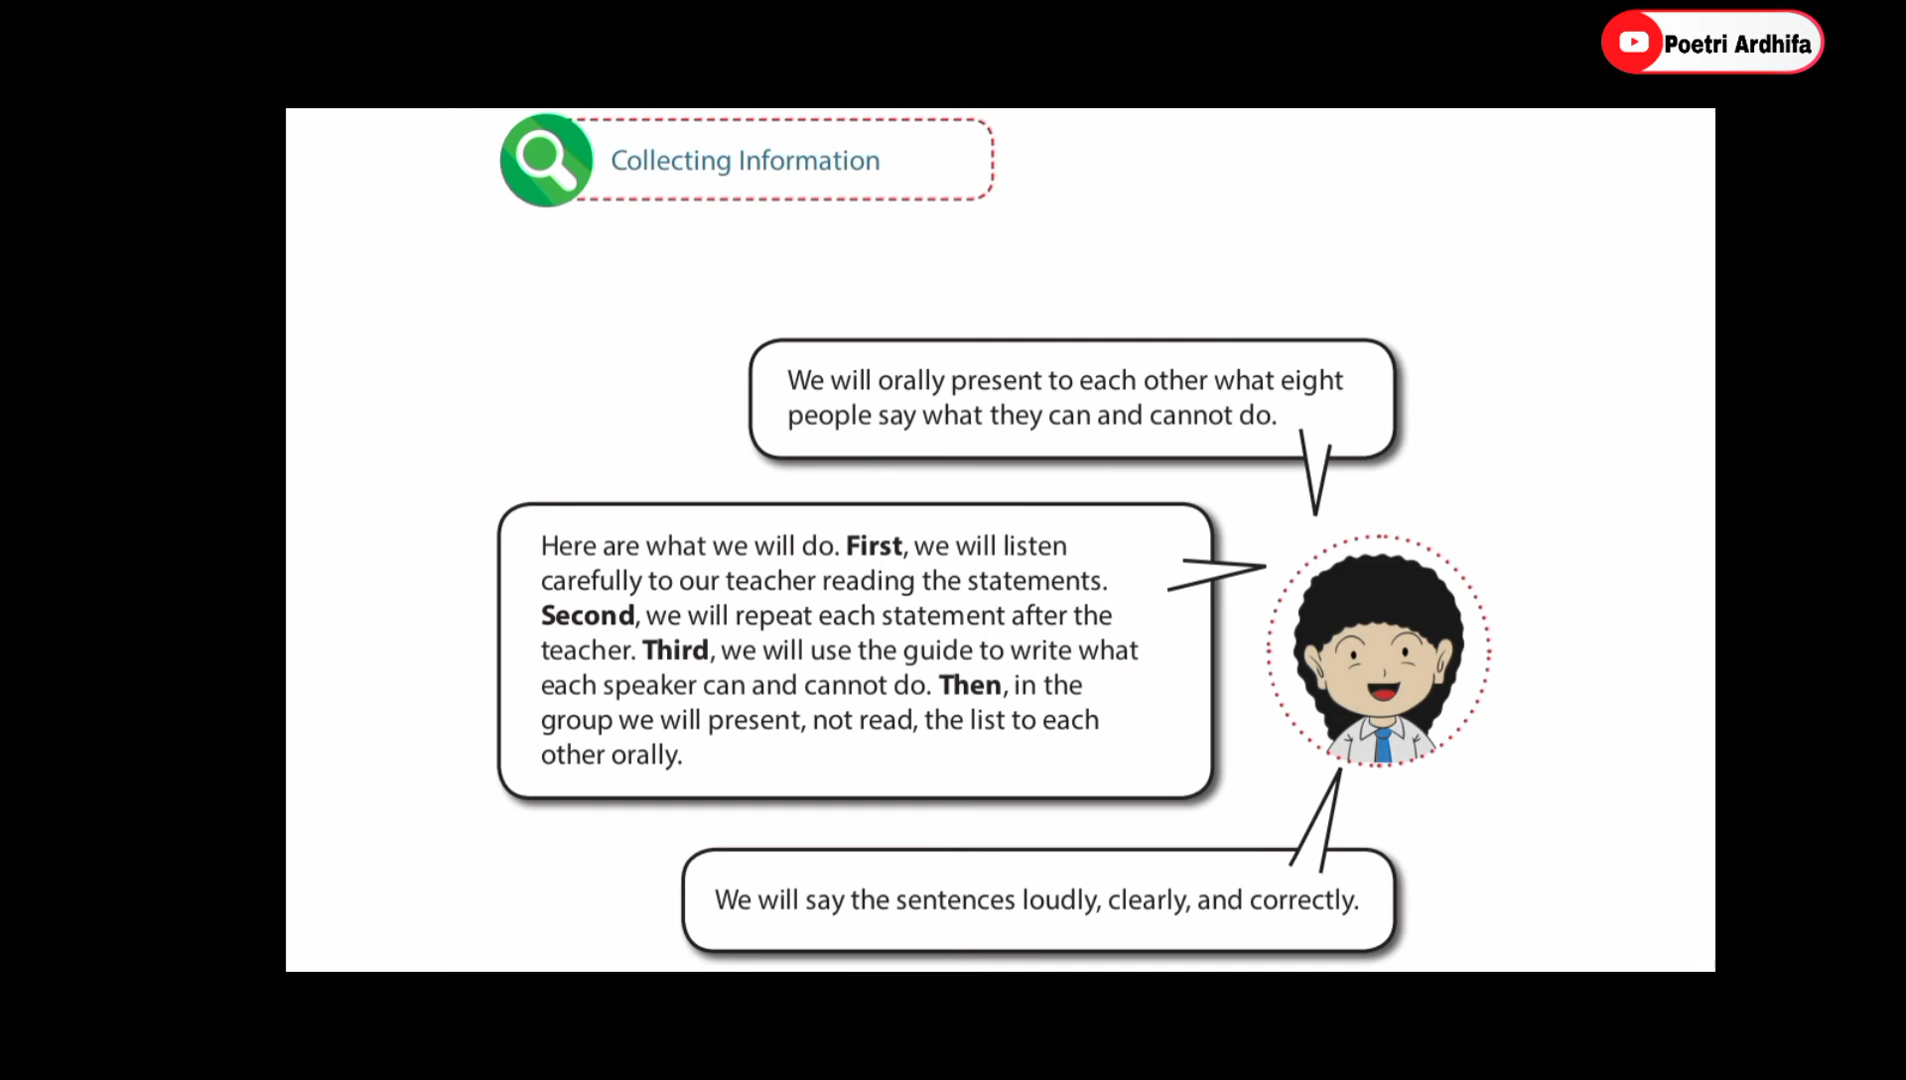 Poetri Ardhifa
Collecting Information
We will orally present to each other what eight
people say what they can and cannot do.
Here are what we will do. First, we will listen
carefully to our teacher reading the statements.
Second, we will repeat each statement after the
teacher. Third, we will use the guide to write what
each speaker can and cannot do. Then, in the
group we will present, not read, the list to each
other orally.
We will say the sentences loudly, clearly, and correctly.